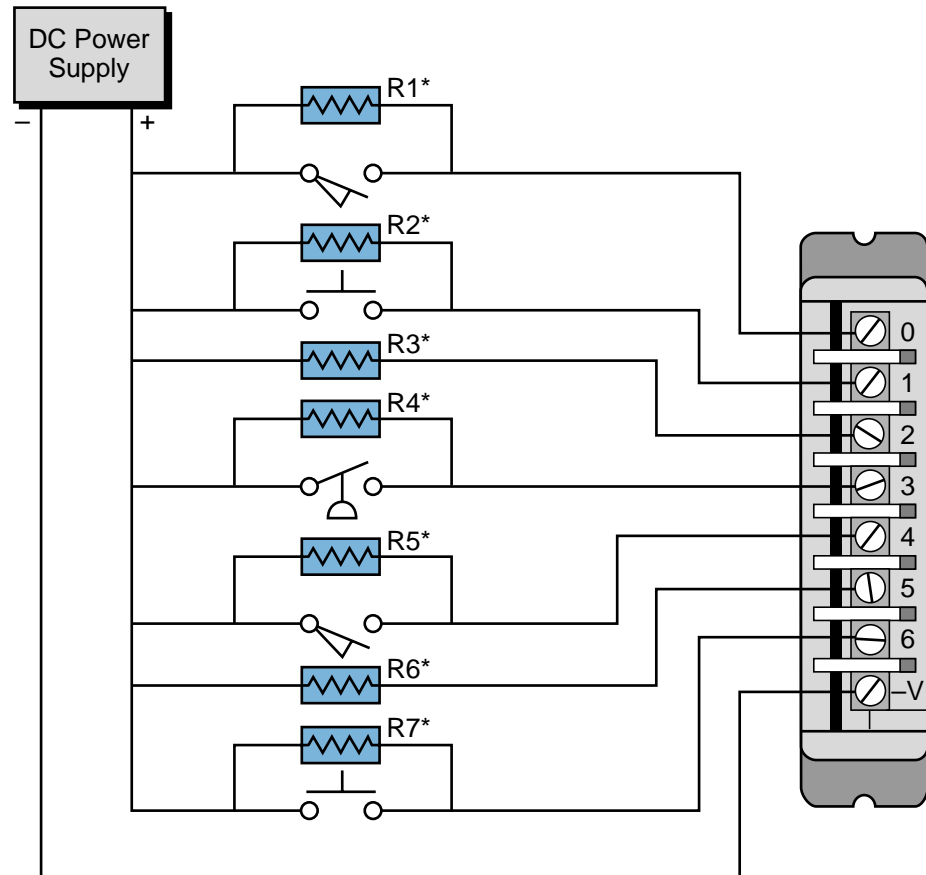 DC Power
Supply
– +
R1*
R2*
R3*
R4*
R5*
R6*
R7*
0
1
2
3
4
5
6
–V